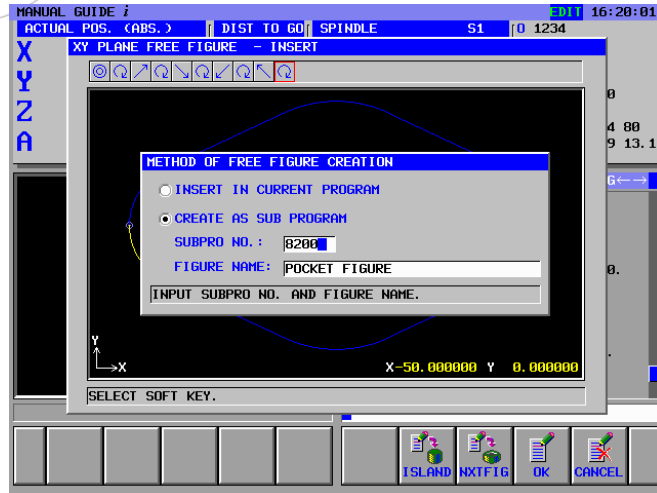 MANUAL GUIDE i EDIT 16:20:01
ACTUAL POS. (ABS.) DIST TO GO SPINDLE S1 O 1234
XY PLANE FREE FIGURE - INSERT
X
Y
Z
A
0
4 80
9 13.1
METHOD OF FREE FIGURE CREATION
INSERT IN CURRENT PROGRAM
CREATE AS SUB PROGRAM
SUBPRO NO.: 8200
FIGURE NAME: POCKET FIGURE
INPUT SUBPRO NO. AND FIGURE NAME.
G←→
0.
Y
X
X-50.000000 Y 0.000000
SELECT SOFT KEY.
ISLAND NXTFIG OK CANCEL